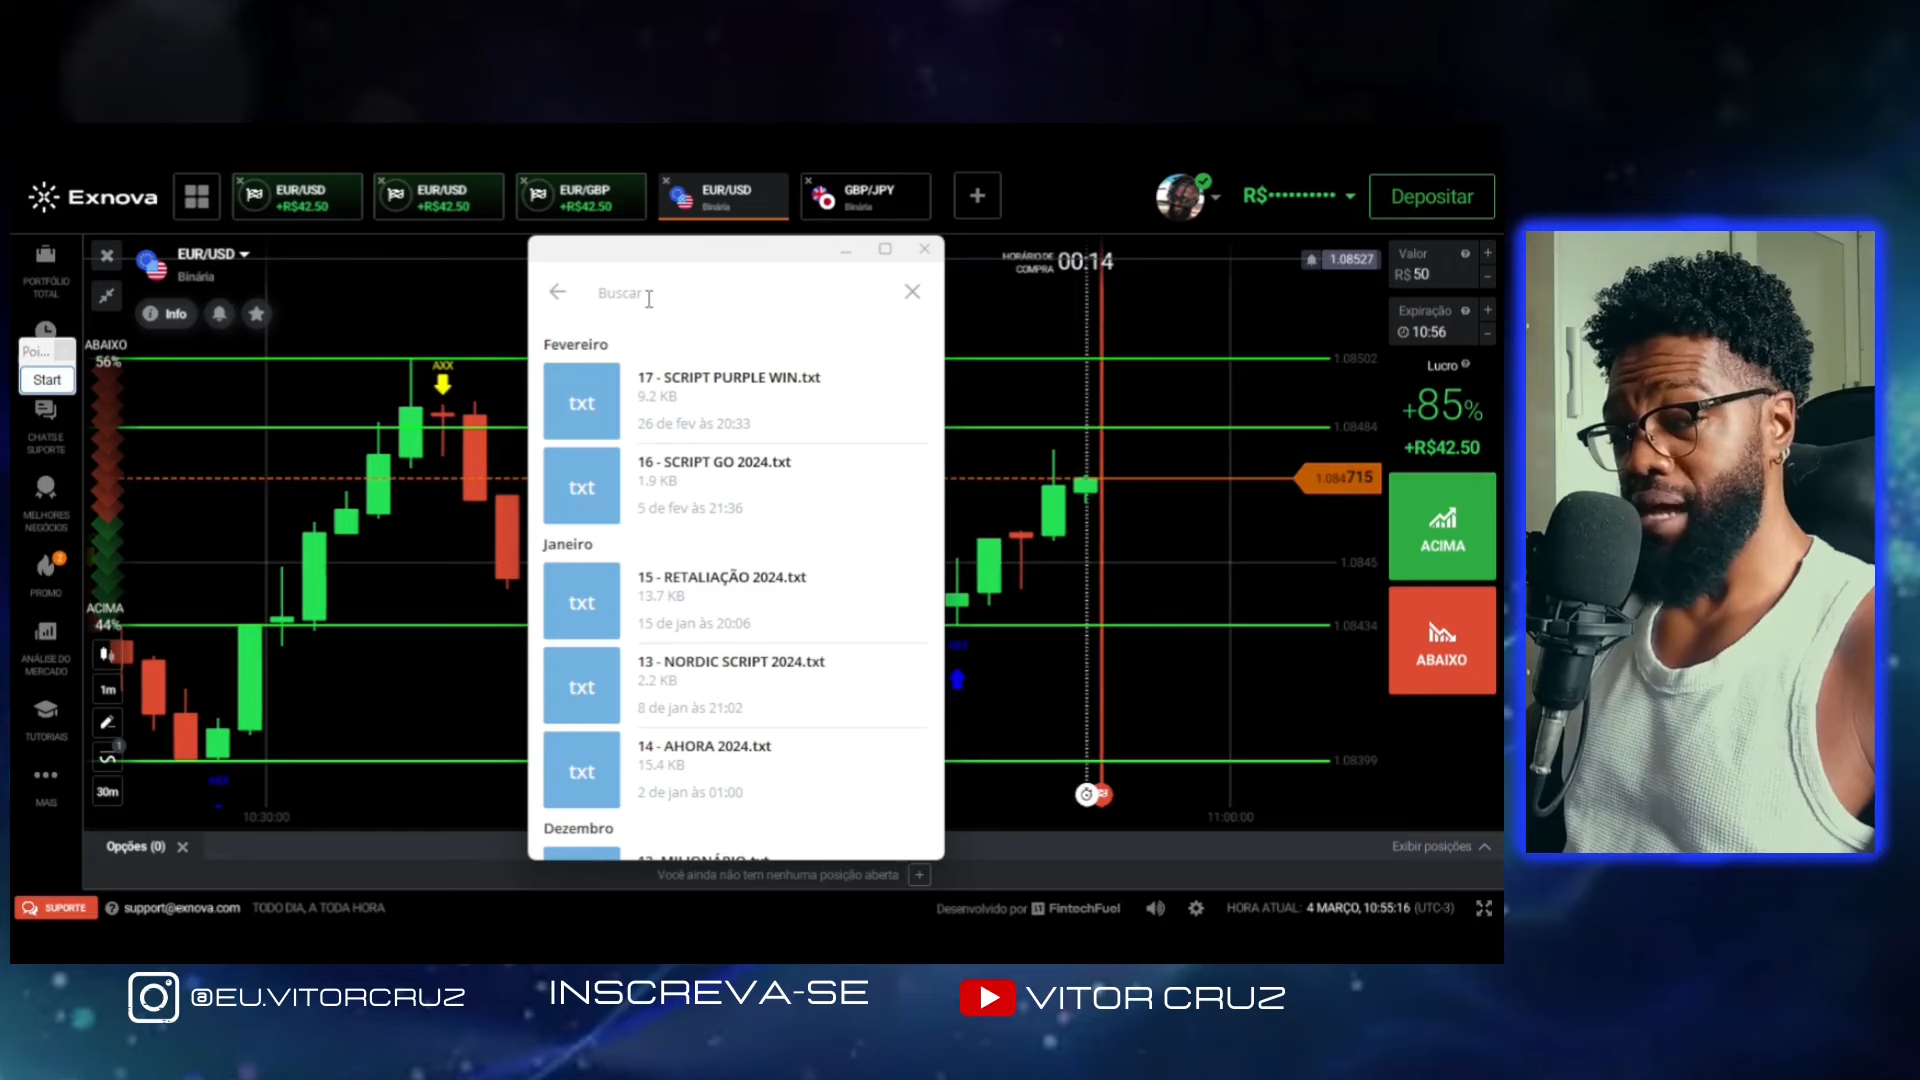 Exnova
EUR/USD
+R$42.50
EUR/USD
+R$42.50
EUR/GBP
+R$42.50
EUR/USD
Binária
GBP/JPY
Binária
R$••••••••••
Depositar
PORTFÓLIO
TOTAL
Poi...
Start
CHATS E
SUPORTE
MELHORES
NEGÓCIOS
2
PROMO
ANÁLISE DO
MERCADO
TUTORIAIS
MAIS
EUR/USD
Binária
Info
ABAIXO
56%
ACIMA
44%
1m
1
30m
AXX
10:30:00
Buscar
Fevereiro
txt
17 - SCRIPT PURPLE WIN.txt
9.2 KB
26 de fev às 20:33
txt
16 - SCRIPT GO 2024.txt
1.9 KB
5 de fev às 21:36
Janeiro
txt
15 - RETALIAÇÃO 2024.txt
13.7 KB
15 de jan às 20:06
txt
13 - NORDIC SCRIPT 2024.txt
2.2 KB
8 de jan às 21:02
txt
14 - AHORA 2024.txt
15.4 KB
2 de jan às 01:00
Dezembro
HORÁRIO DE
COMPRA
00:14
1.08527
1.08502
1.08484
1.084715
1.0845
1.08434
1.08399
11:00:00
Valor
R$ 50
Expiração
10:56
Lucro
+85%
+R$42.50
ACIMA
ABAIXO
Opções (0)
Exibir posições
Você ainda não tem nenhuma posição aberta
SUPORTE
support@exnova.com
TODO DIA, A TODA HORA
Desenvolvido por FintechFuel
HORA ATUAL: 4 MARÇO, 10:55:16 (UTC-3)
@EU.VITORCRUZ
INSCREVA-SE
VITOR CRUZ